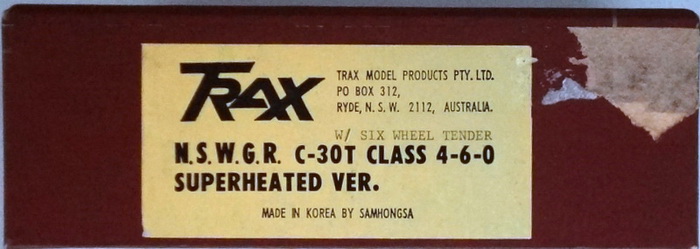 TRAX
TRAX MODEL PRODUCTS PTY. LTD.
PO BOX 312,
RYDE, N.S.W. 2112, AUSTRALIA.
W/ SIX WHEEL TENDER
N.S.W.G.R. C-30T CLASS 4-6-0
SUPERHEATED VER.
MADE IN KOREA BY SAMHONGSA